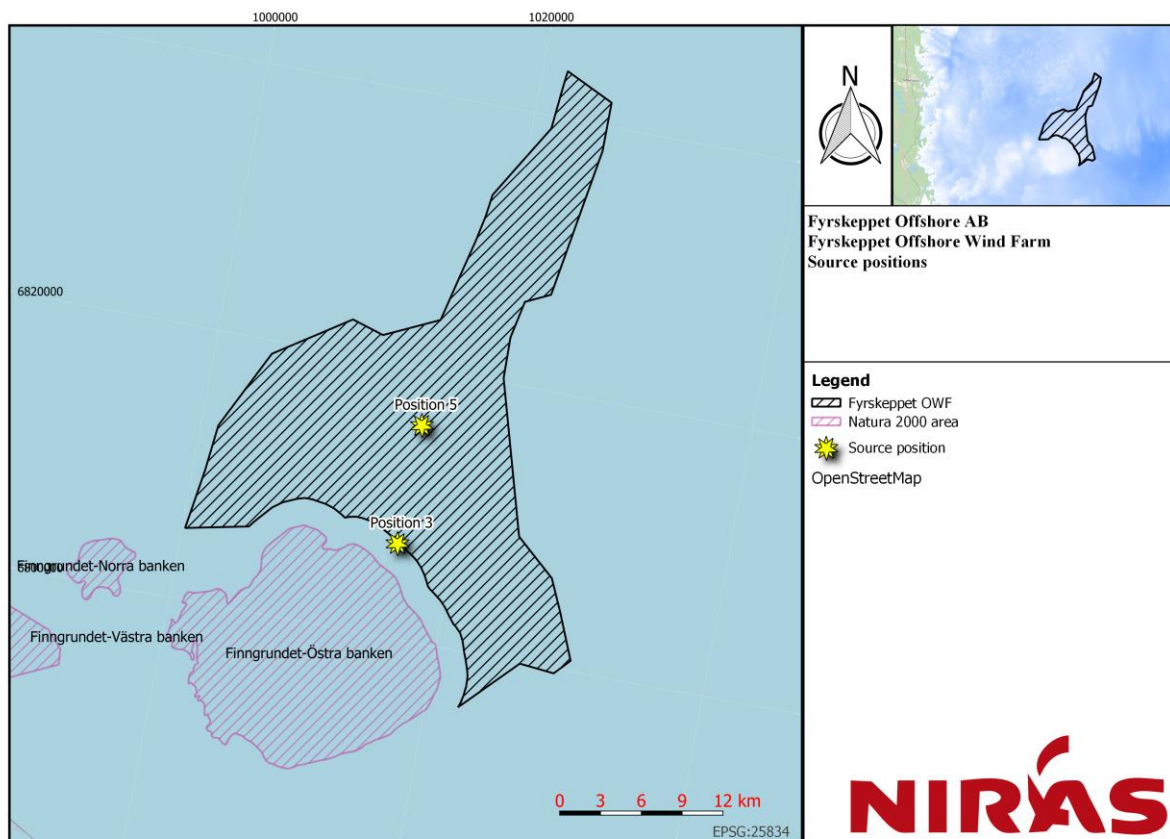 1000000
1020000
6820000
Position 5
Position 3
Finngrundet-Norra banken
Finngrundet-Västra banken
Finngrundet-Östra banken
0 3 6 9 12 km
EPSG:25834
N
Fyrskeppet Offshore AB
Fyrskeppet Offshore Wind Farm
Source positions
Legend
Fyrskeppet OWF
Natura 2000 area
Source position
OpenStreetMap
NIRAS